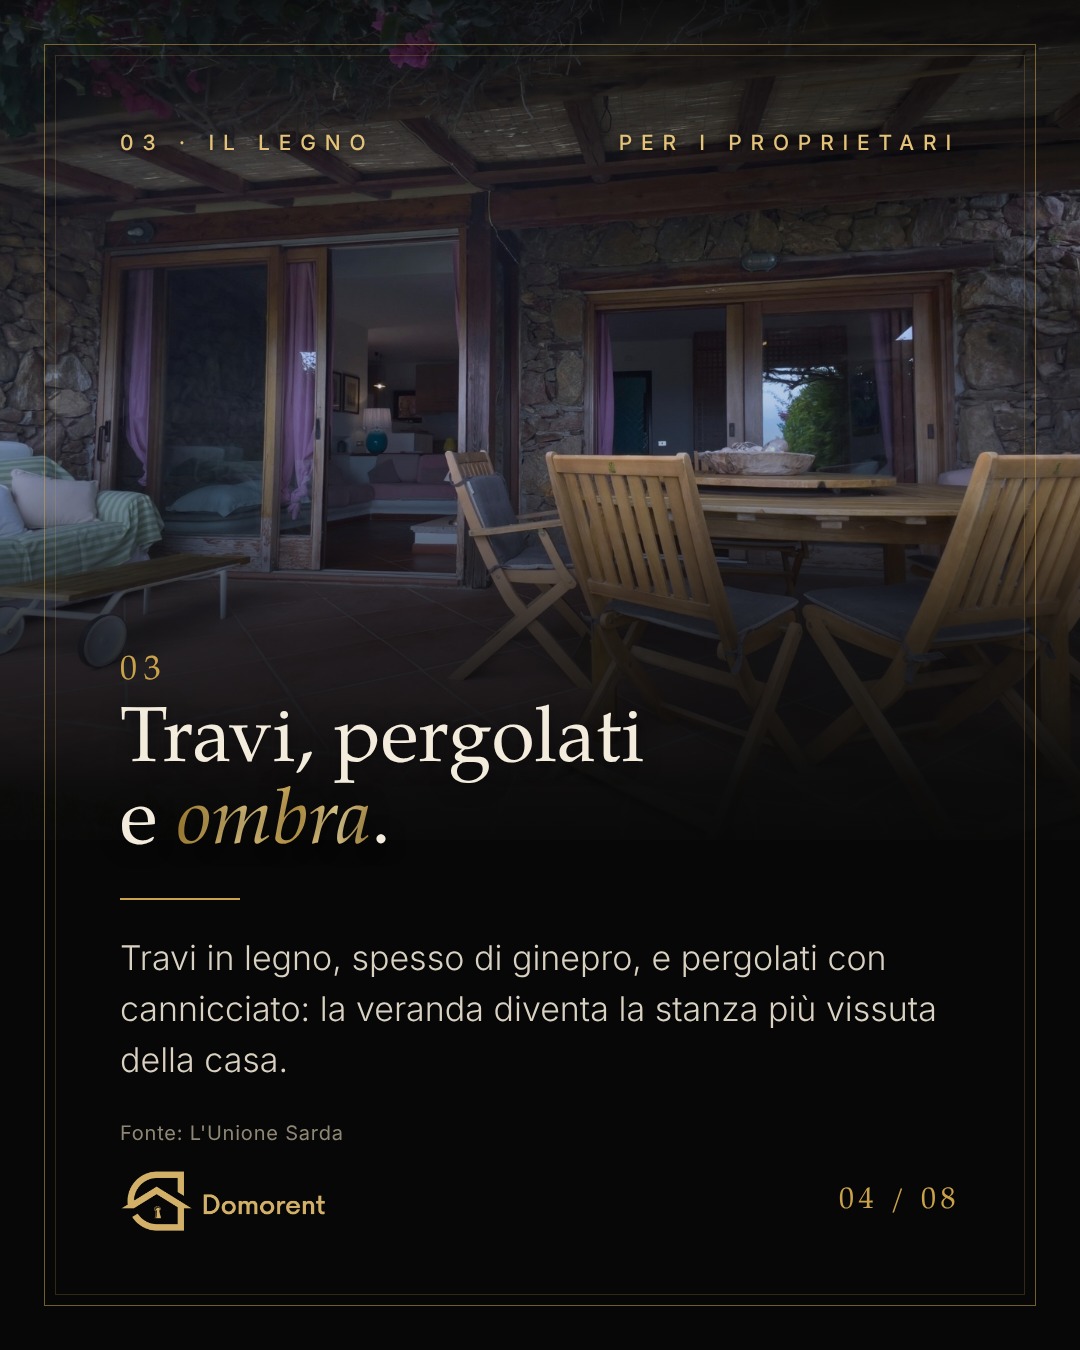 03 · IL LEGNO
PER I PROPRIETARI
03
Travi, pergolati
e ombra.
Travi in legno, spesso di ginepro, e pergolati con
cannicciato: la veranda diventa la stanza più vissuta
della casa.
Fonte: L'Unione Sarda
Domorent
04 / 08